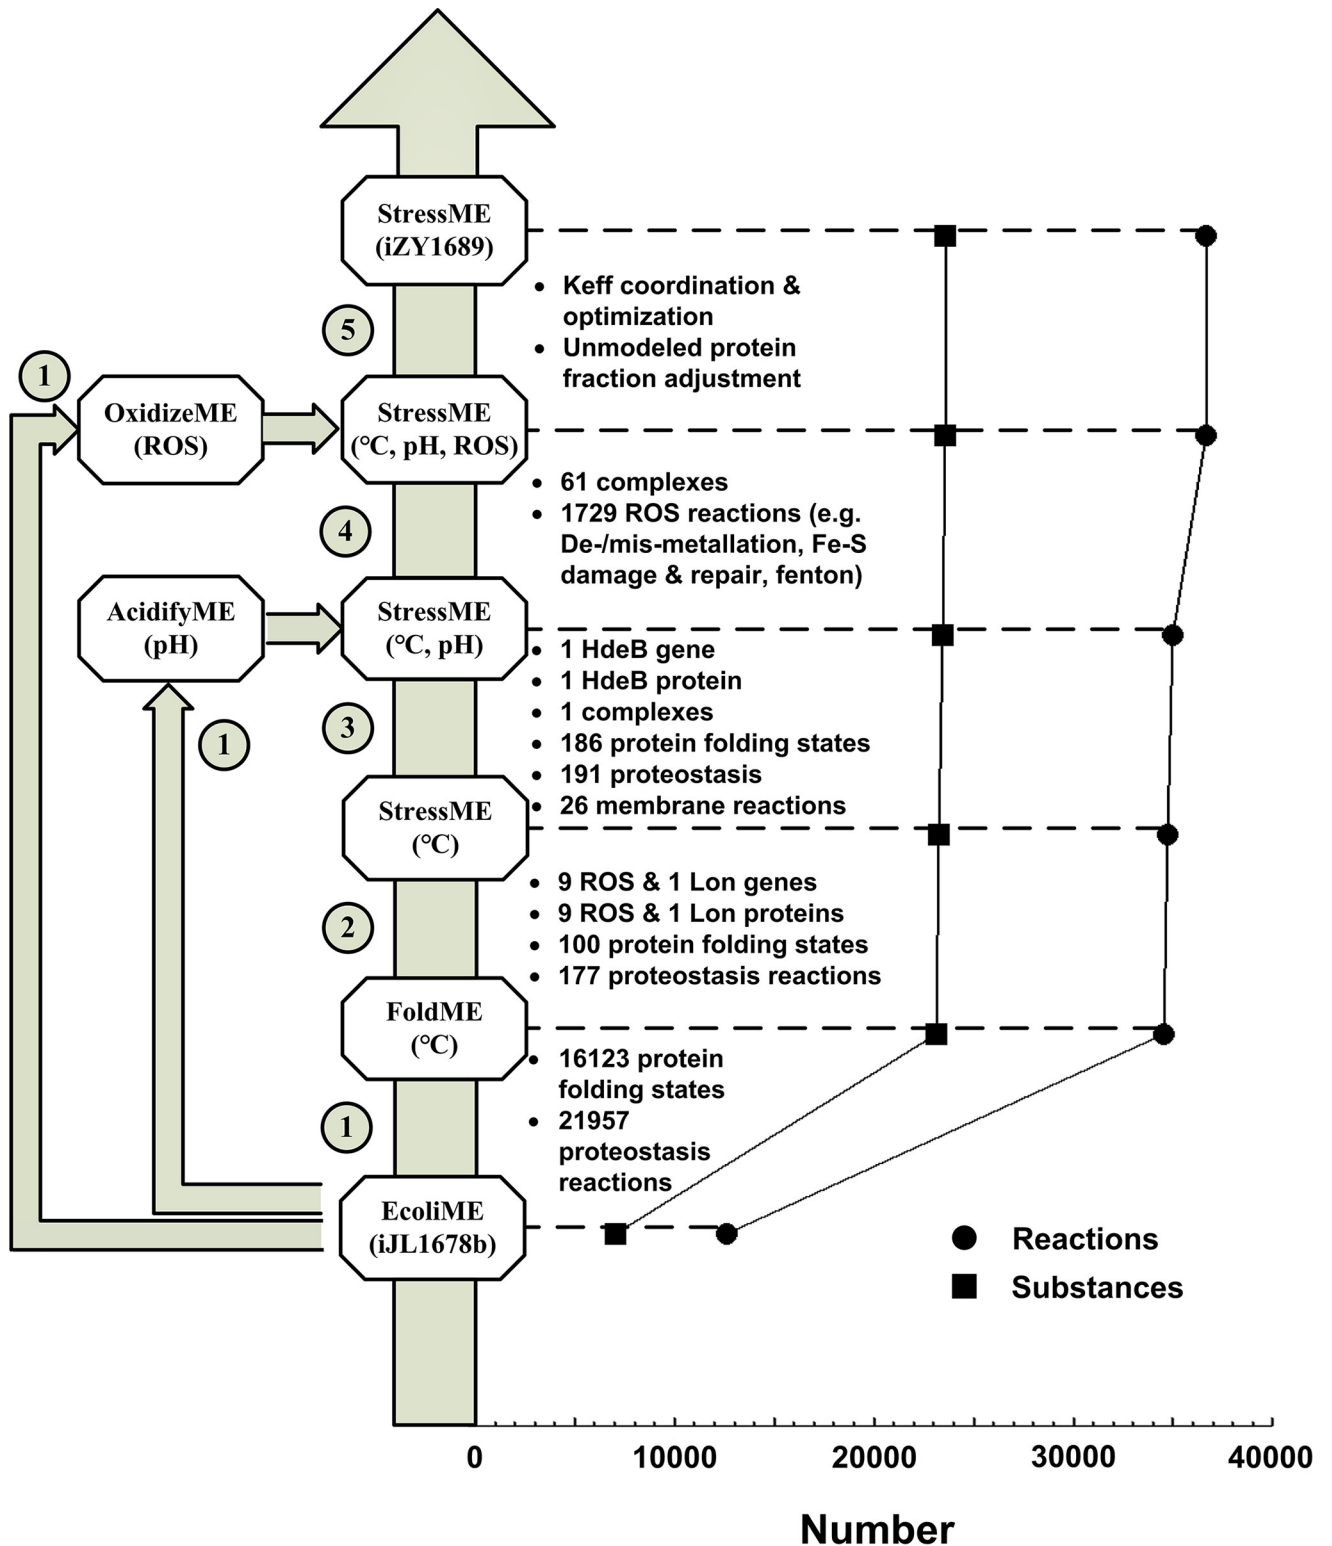 StressME
(iZY1689)
• Keff coordination &
optimization
• Unmodeled protein
fraction adjustment
5
1
OxidizeME
(ROS)
StressME
(°C, pH, ROS)
• 61 complexes
• 1729 ROS reactions (e.g.
De-/mis-metallation, Fe-S
damage & repair, fenton)
4
AcidifyME
(pH)
StressME
(°C, pH)
• 1 HdeB gene
• 1 HdeB protein
• 1 complexes
• 186 protein folding states
• 191 proteostasis
• 26 membrane reactions
3
1
StressME
(°C)
• 9 ROS & 1 Lon genes
• 9 ROS & 1 Lon proteins
• 100 protein folding states
• 177 proteostasis reactions
2
FoldME
(°C)
• 16123 protein
folding states
• 21957
proteostasis
reactions
1
EcoliME
(iJL1678b)
Reactions
Substances
0 10000 20000 30000 40000
Number